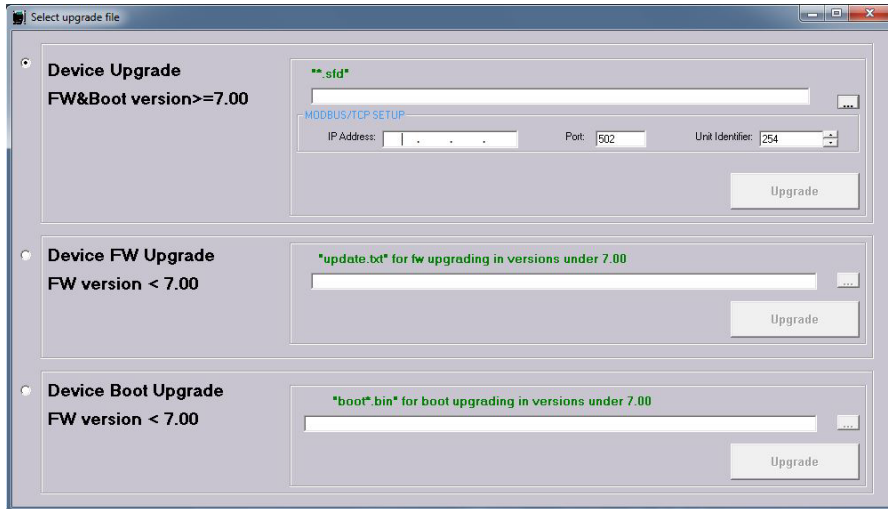 Select upgrade file
Device Upgrade
FW&Boot version>=7.00
"*.sfd"
...
MODBUS/TCP SETUP
IP Address: . . . Port: 502 Unit Identifier: 254
Upgrade
Device FW Upgrade
FW version < 7.00
"update.txt" for fw upgrading in versions under 7.00
...
Upgrade
Device Boot Upgrade
FW version < 7.00
"boot*.bin" for boot upgrading in versions under 7.00
...
Upgrade